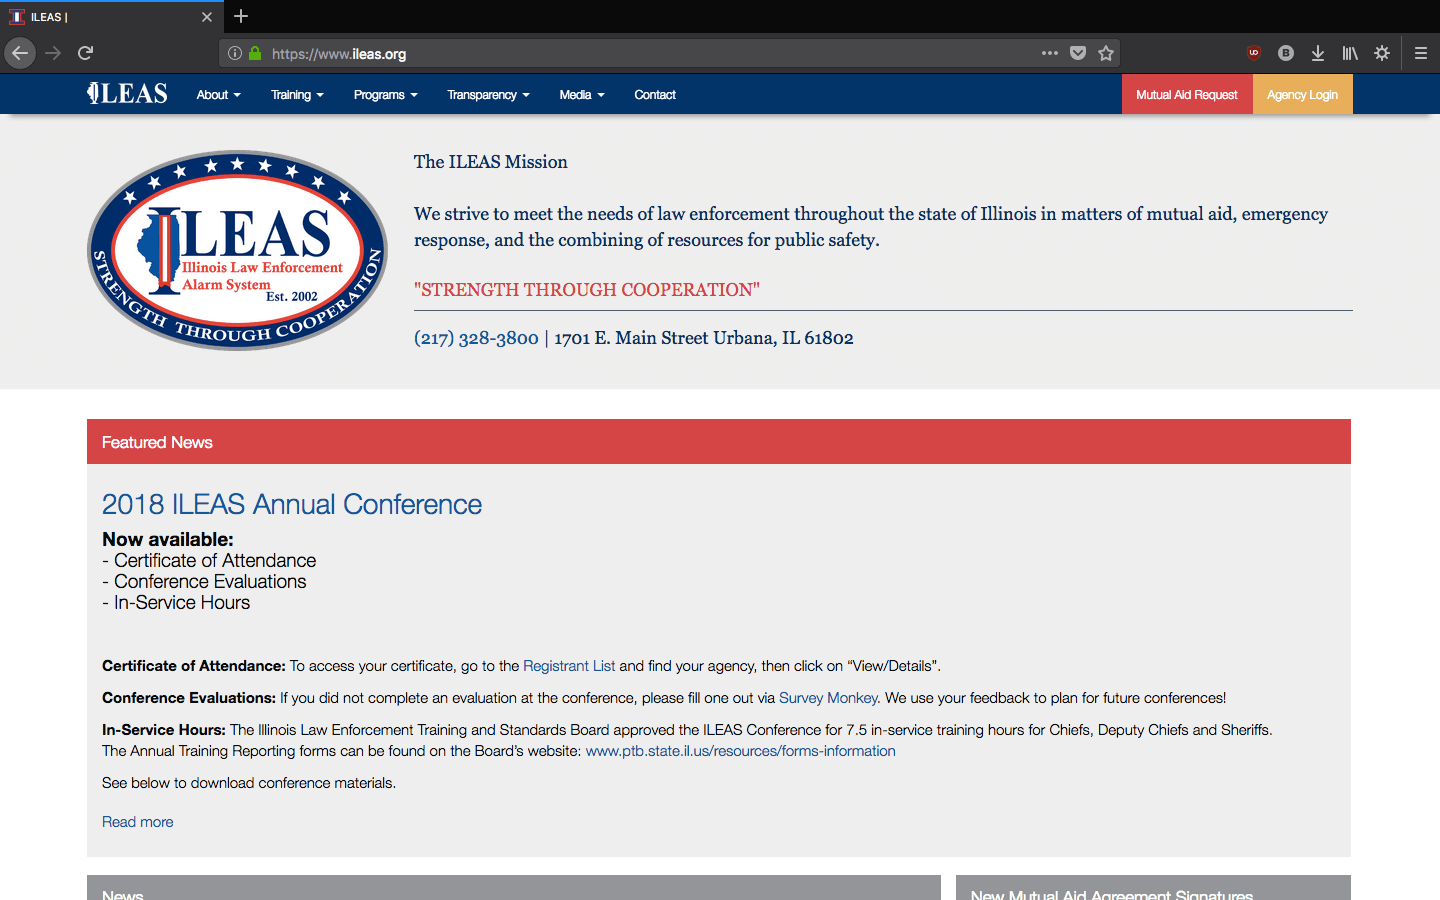 ILEAS |
https://www.ileas.org
ILEAS
About
Training
Programs
Transparency
Media
Contact
Mutual Aid Request
Agency Login
ILEAS
Illinois Law Enforcement
Alarm System
Est. 2002
STRENGTH THROUGH COOPERATION
The ILEAS Mission
We strive to meet the needs of law enforcement throughout the state of Illinois in matters of mutual aid, emergency
response, and the combining of resources for public safety.
"STRENGTH THROUGH COOPERATION"
(217) 328-3800 | 1701 E. Main Street Urbana, IL 61802
Featured News
2018 ILEAS Annual Conference
Now available:
- Certificate of Attendance
- Conference Evaluations
- In-Service Hours
Certificate of Attendance: To access your certificate, go to the Registrant List and find your agency, then click on “View/Details”.
Conference Evaluations: If you did not complete an evaluation at the conference, please fill one out via Survey Monkey. We use your feedback to plan for future conferences!
In-Service Hours: The Illinois Law Enforcement Training and Standards Board approved the ILEAS Conference for 7.5 in-service training hours for Chiefs, Deputy Chiefs and Sheriffs.
The Annual Training Reporting forms can be found on the Board’s website: www.ptb.state.il.us/resources/forms-information
See below to download conference materials.
Read more
News
New Mutual Aid Agreement Signatures